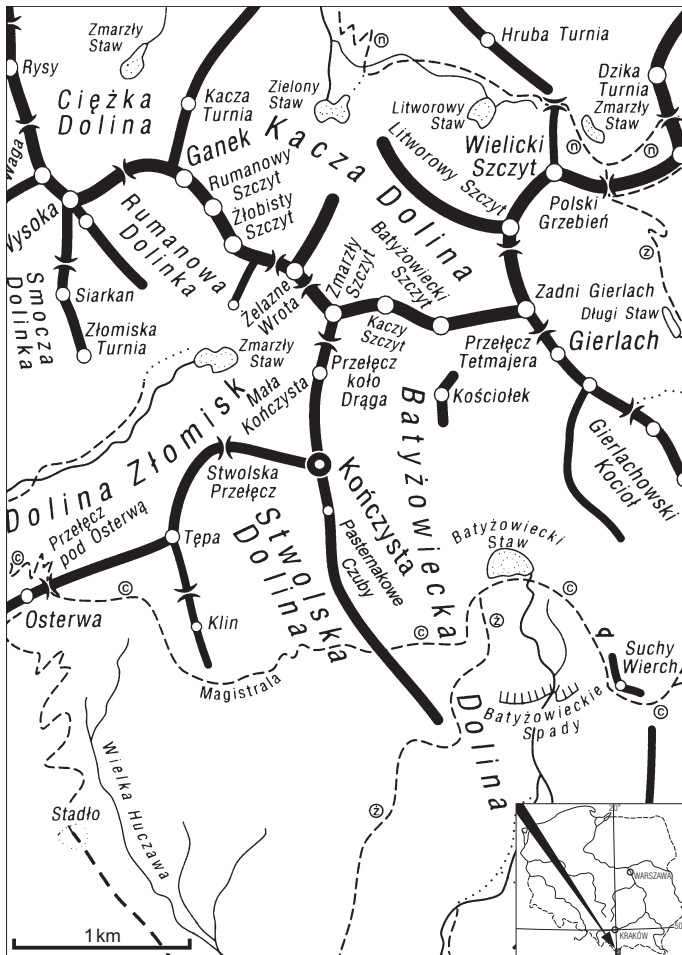 Rysy
Zmarzły
Staw
Ciężka
Dolina
Kacza
Turnia
Zielony
Staw
n
Hruba Turnia
Litworowy
Staw
Dzika
Turnia
Zmarzły
Staw
Waga
Ganek
Kacza
Dolina
Litworowy Szczyt
Wielicki
Szczyt
n
n
Vysoka
Rumanowy
Szczyt
Złobisty
Szczyt
Rumanowa
Dolinka
Polski
Grzebień
ż
Smocza
Dolinka
Siarkan
Złomiska
Turnia
Żelazne
Wrota
Zmarzły
Szczyt
Batyżowiecki
Szczyt
Kaczy
Szczyt
Zadni Gierlach
Długi Staw
Gierlach
Przełęcz
Tetmajera
Zmarzły
Staw
Przełęcz
koło
Drąga
Mała
Kończysta
Kościołek
Gierlachowski
Kocioł
Dolina Złomisk
Stwolska
Przełęcz
Kończysta
Batyżowiecka
Dolina
Przełęcz
pod Osterwą
Tępa
Stwolska
Dolina
Pasternakowe
Czuby
Batyżowiecki
Staw
c
c
c
c
ż
Osterwa
Klin
Magistrala
Suchy
Wierch
c
Batyżowieckie
Spady
Wielka Huczawa
Stadło
ż
1 km
20°
WARSZAWA
50
KRAKÓW